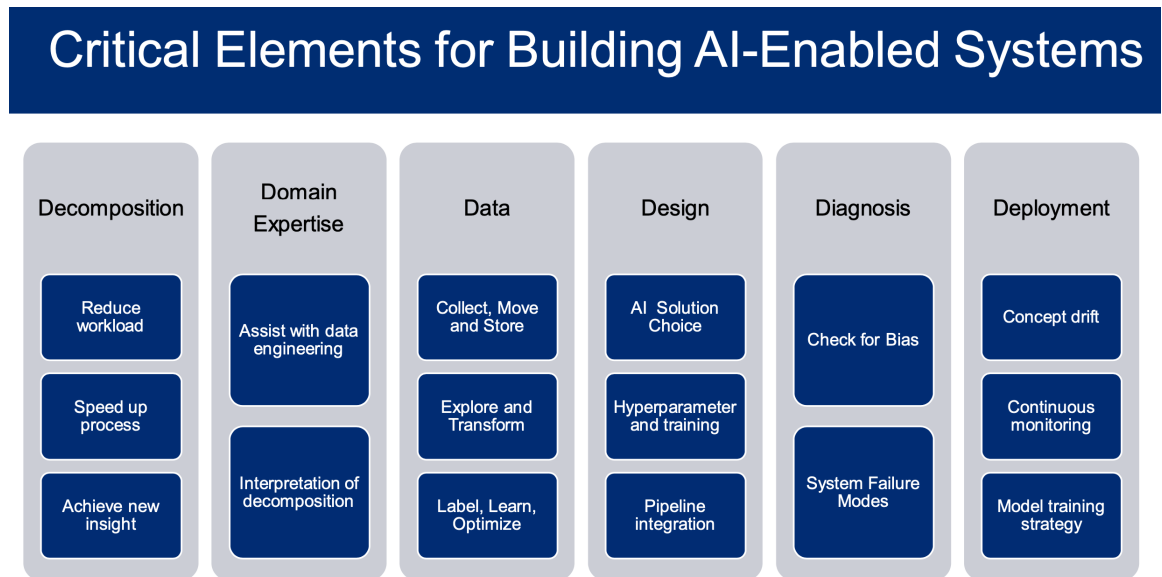 Critical Elements for Building AI-Enabled Systems
Decomposition
Reduce
workload
Speed up
process
Achieve new
insight
Domain
Expertise
Assist with data
engineering
Interpretation of
decomposition
Data
Collect, Move
and Store
Explore and
Transform
Label, Learn,
Optimize
Design
AI Solution
Choice
Hyperparameter
and training
Pipeline
integration
Diagnosis
Check for Bias
System Failure
Modes
Deployment
Concept drift
Continuous
monitoring
Model training
strategy